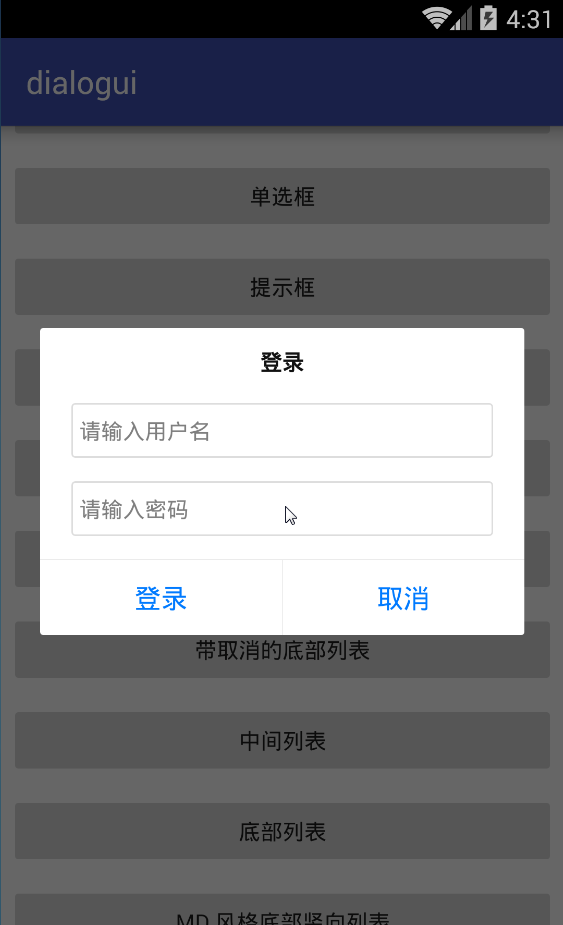 4:31
dialogui
单选框
提示框
登录
请输入用户名
请输入密码
登录
取消
带取消的底部列表
中间列表
底部列表
MD 风格底部竖向列表